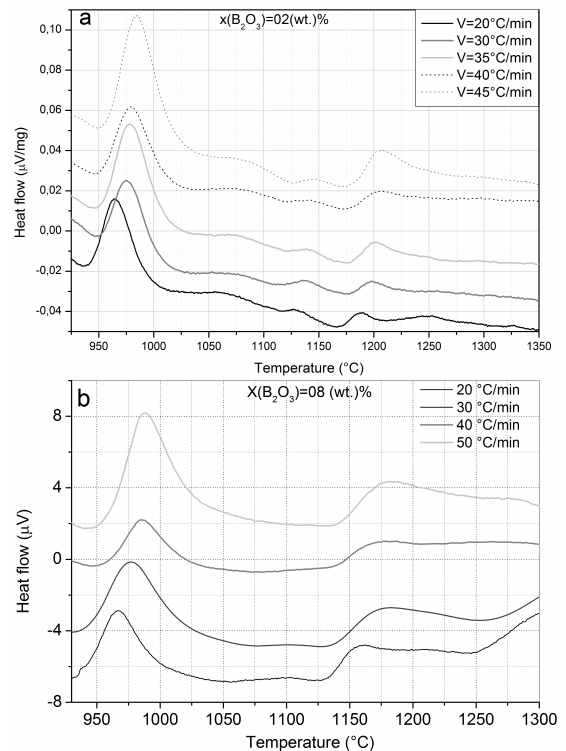 a
x(B₂O₃)=02(wt.)%
V=20°C/min
V=30°C/min
V=35°C/min
V=40°C/min
V=45°C/min
0,10
0,08
0,06
0,04
0,02
0,00
-0,02
-0,04
Heat flow (μV/mg)
950 1000 1050 1100 1150 1200 1250 1300 1350
Temperature (°C)
b
X(B₂O₃)=08 (wt.)%
20 °C/min
30 °C/min
40 °C/min
50 °C/min
8
4
0
-4
-8
Heat flow (μV)
950 1000 1050 1100 1150 1200 1250 1300
Temperature (°C)